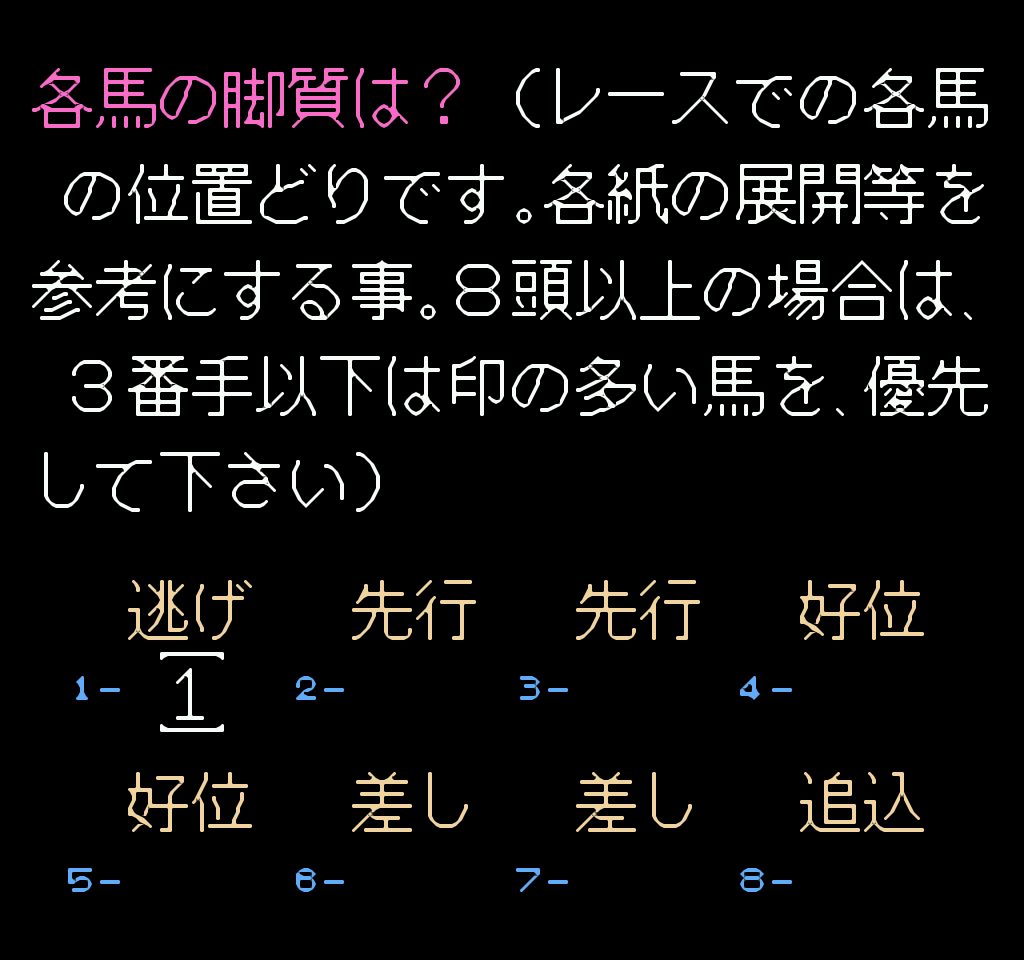 各馬の脚質は？（レースでの各馬
の位置どりです。各紙の展開等を
参考にする事。８頭以上の場合は、
３番手以下は印の多い馬を、優先
して下さい）
逃げ 先行 先行 好位
1- [1] 2- 3- 4-
好位 差し 差し 追込
5- 6- 7- 8-